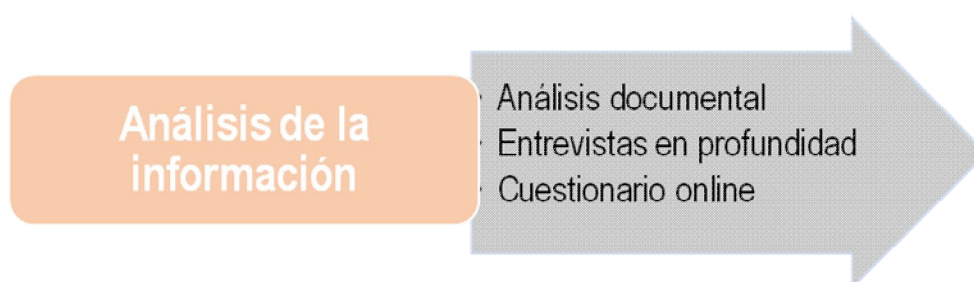 Análisis de la
información
· Análisis documental
· Entrevistas en profundidad
· Cuestionario online